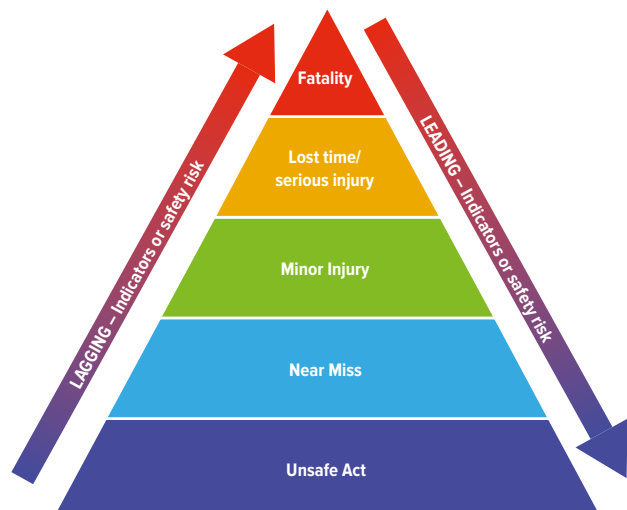 Fatality
Lost time/
serious injury
Minor Injury
Near Miss
Unsafe Act
LAGGING – Indicators or safety risk
LEADING – Indicators or safety risk